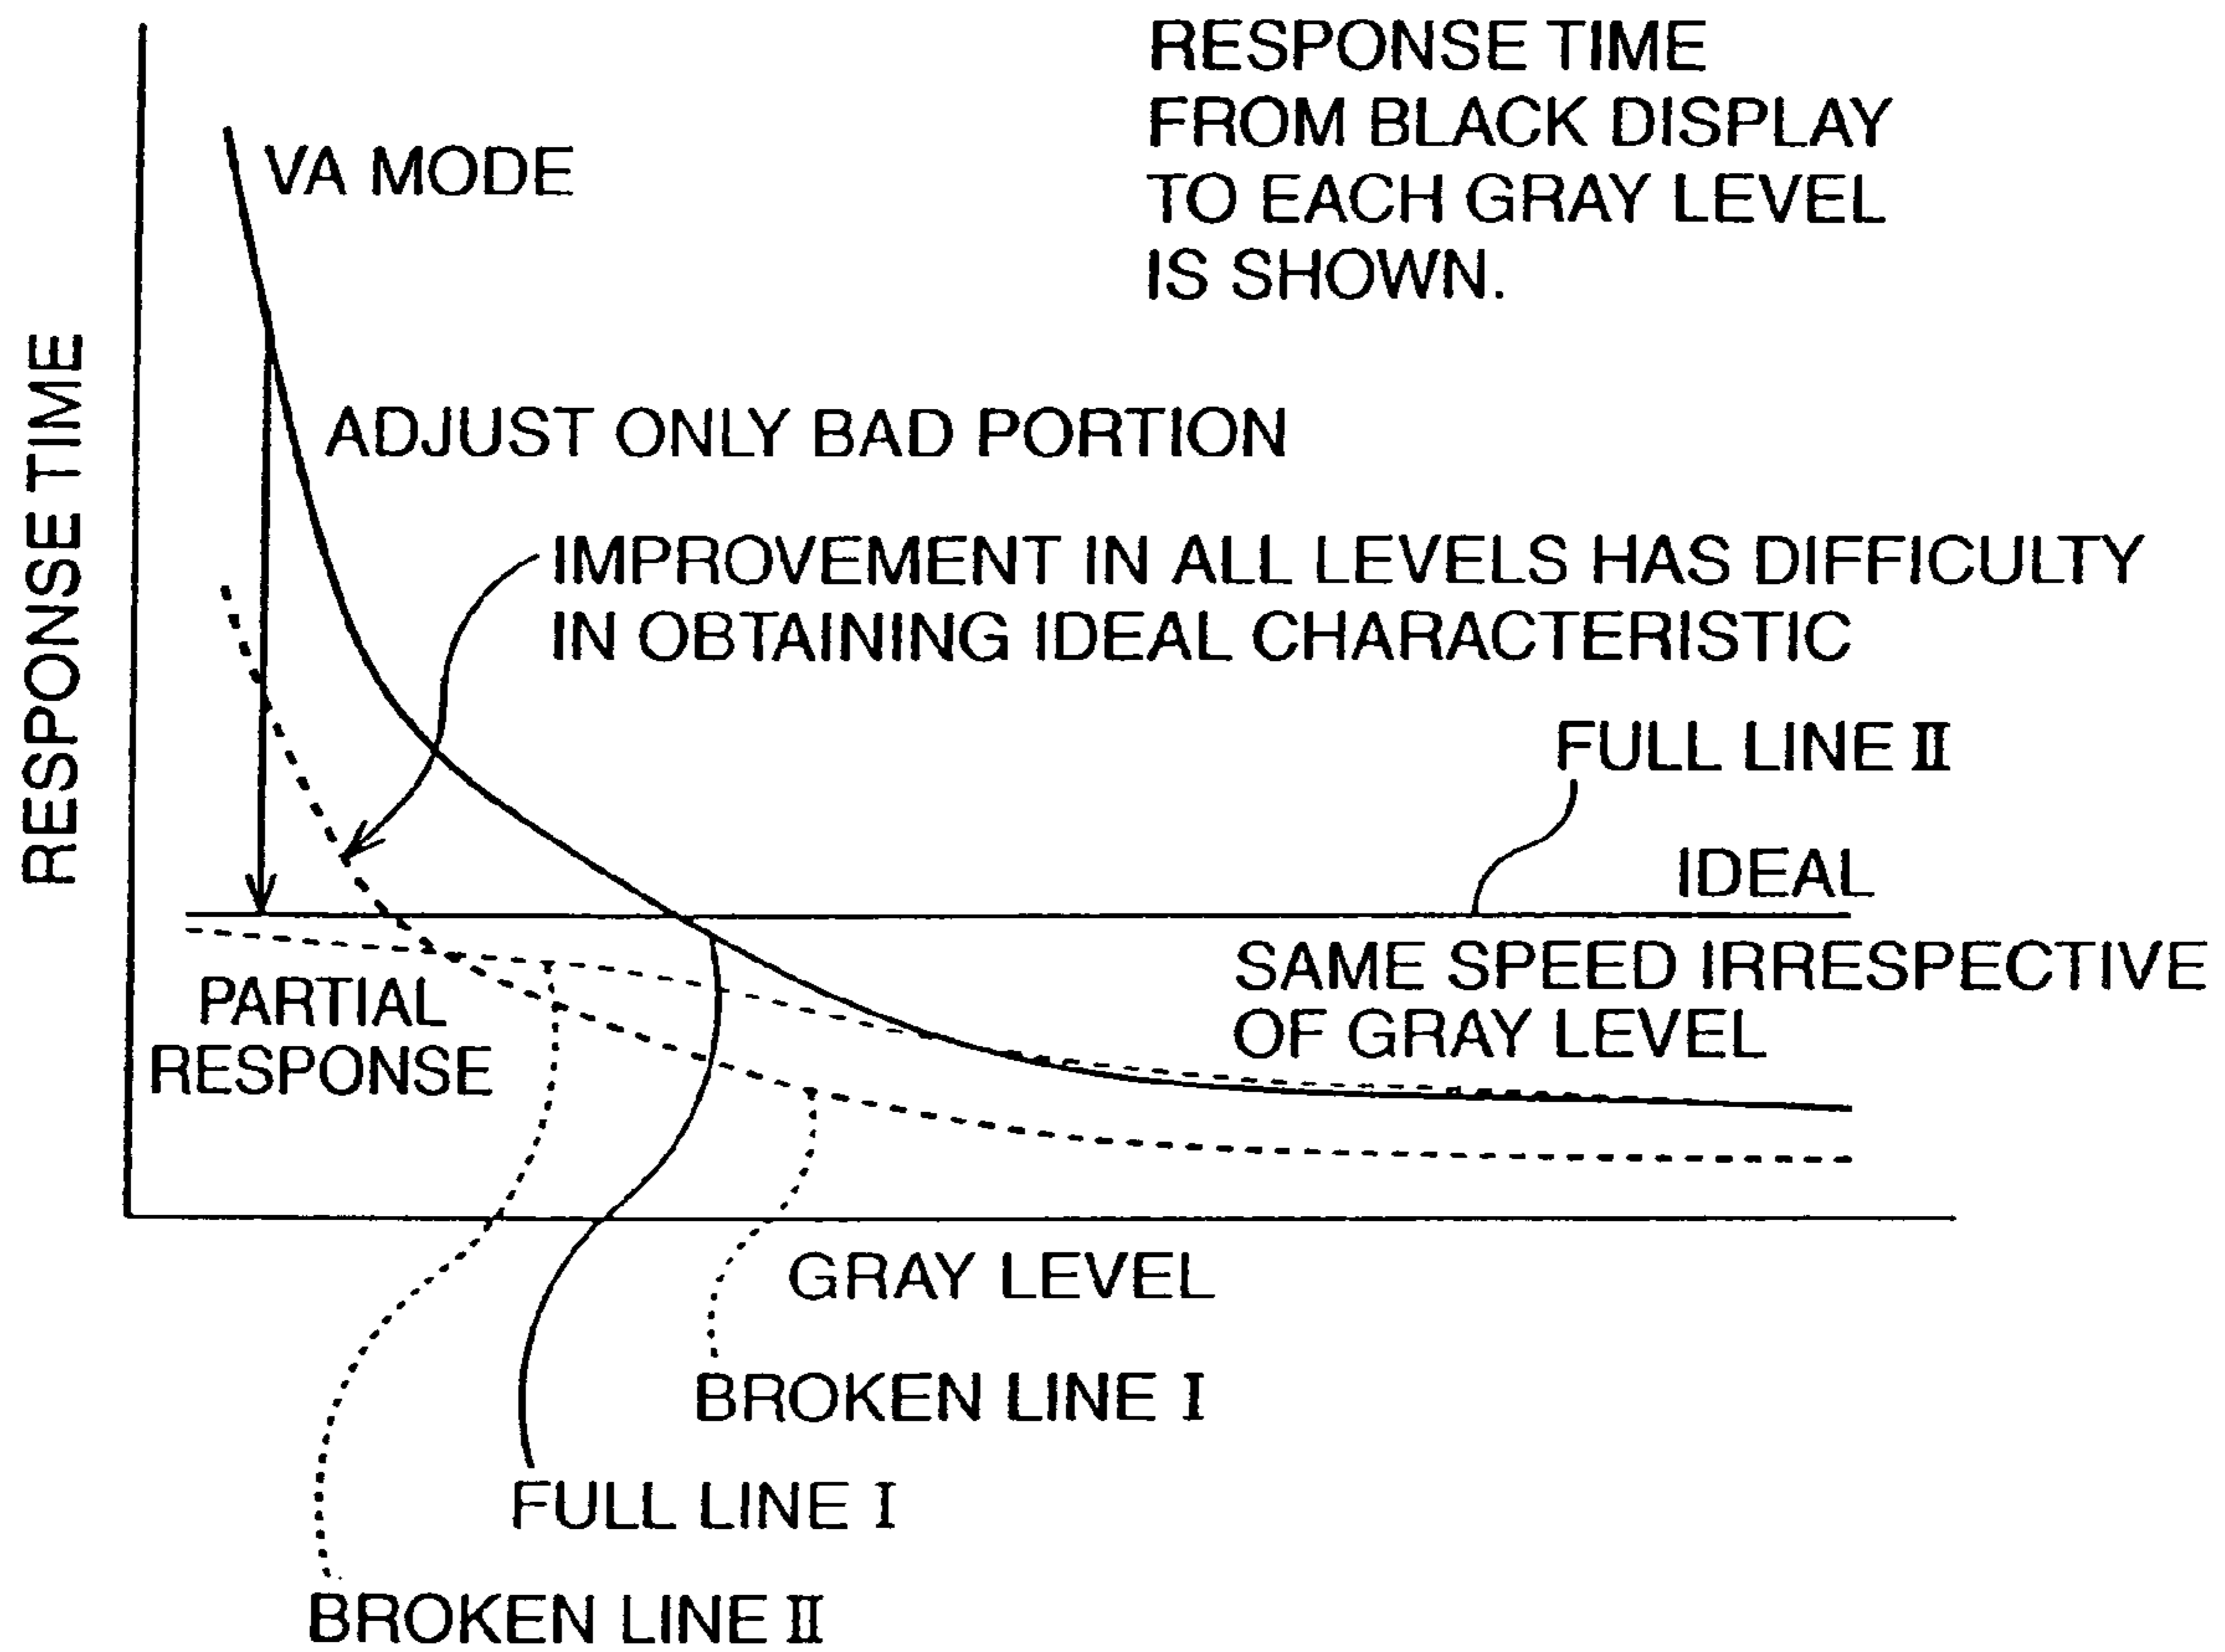 RESPONSE TIME
FROM BLACK DISPLAY
TO EACH GRAY LEVEL
IS SHOWN.
VA MODE
RESPONSE TIME
ADJUST ONLY BAD PORTION
IMPROVEMENT IN ALL LEVELS HAS DIFFICULTY
IN OBTAINING IDEAL CHARACTERISTIC
FULL LINE II
IDEAL
SAME SPEED IRRESPECTIVE
OF GRAY LEVEL
PARTIAL
RESPONSE
GRAY LEVEL
BROKEN LINE I
FULL LINE I
BROKEN LINE II